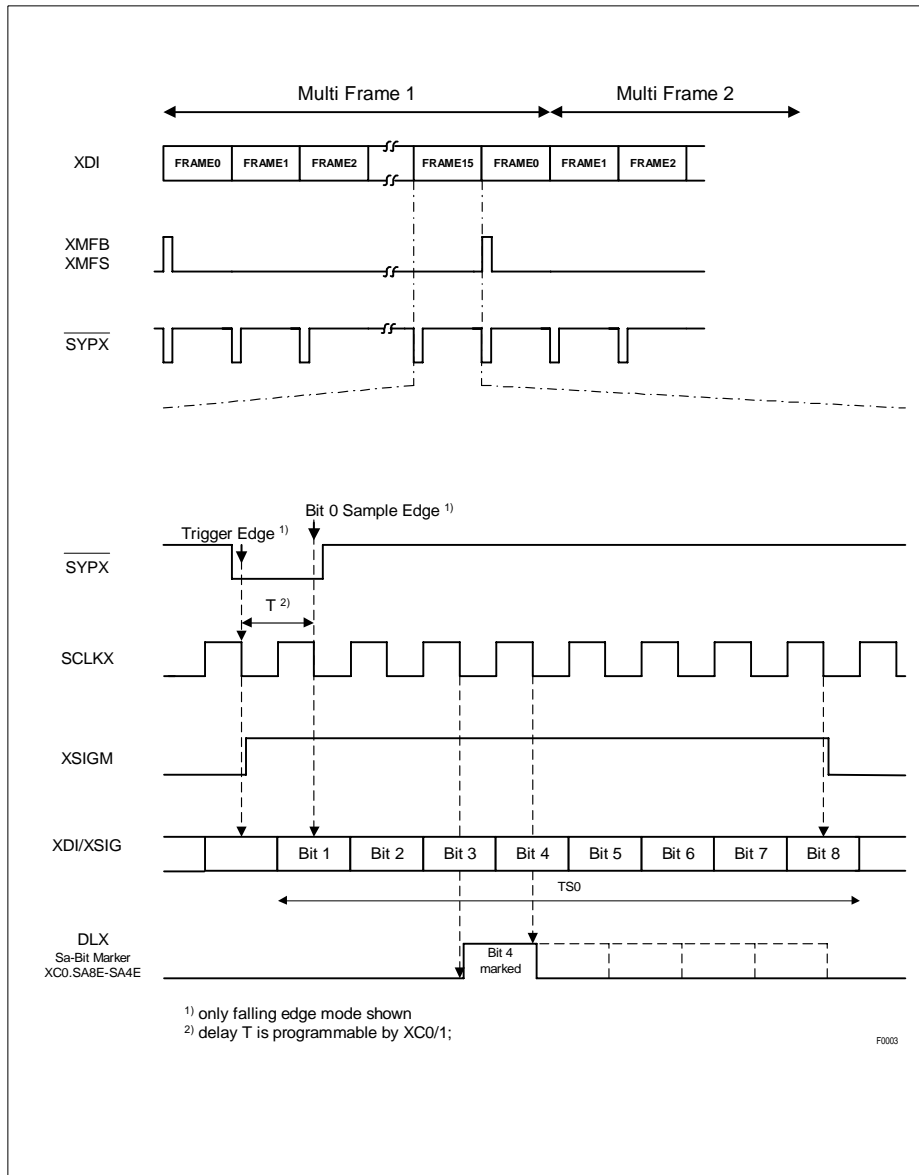 Multi Frame 1 Multi Frame 2
XDI FRAME0 FRAME1 FRAME2 FRAME15 FRAME0 FRAME1 FRAME2
XMFB
XMFS
SYPX
Bit 0 Sample Edge 1)
Trigger Edge 1)
SYPX
T 2)
SCLKX
XSIGM
XDI/XSIG Bit 1 Bit 2 Bit 3 Bit 4 Bit 5 Bit 6 Bit 7 Bit 8
TS0
DLX
Sa-Bit Marker
XC0.SA8E-SA4E
Bit 4
marked
1) only falling edge mode shown
2) delay T is programmable by XC0/1;
F0003